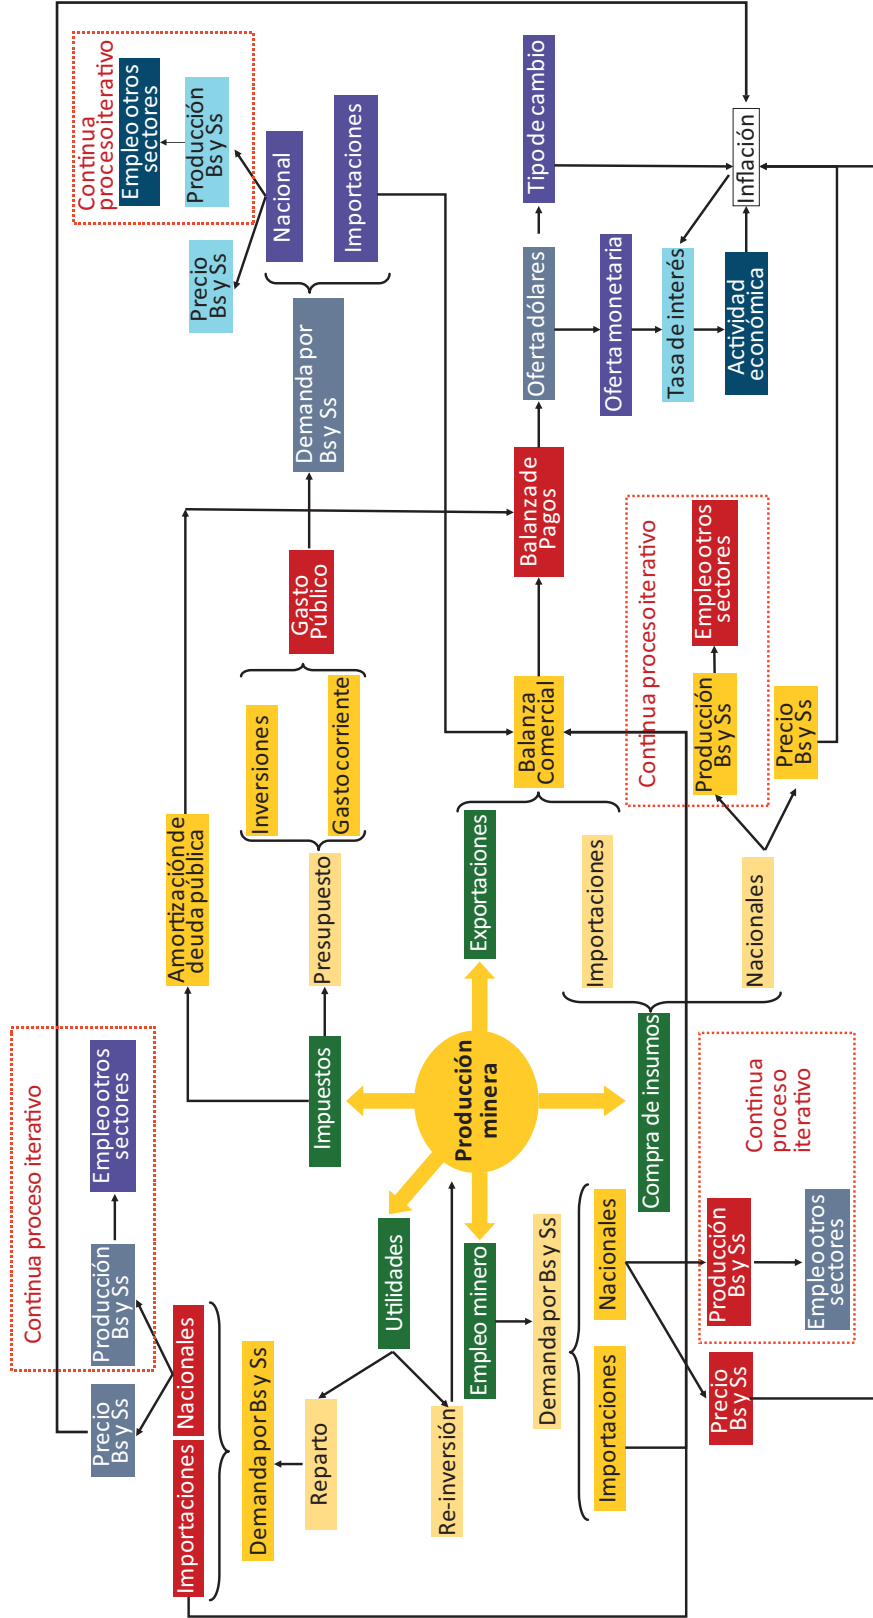 Continua proceso iterativo
Precio
Bs y Ss
Producción
Bs y Ss
Empleo otros
sectores
Importaciones
Nacionales
Demanda por Bs y Ss
Reparto
Utilidades
Re-inversión
Empleo minero
Demanda por Bs y Ss
Importaciones
Nacionales
Precio
Bs y Ss
Producción
Bs y Ss
Empleo otros
sectores
Continua
proceso
iterativo
Producción
minera
Impuestos
Amortización de
deuda pública
Presupuesto
Inversiones
Gasto corriente
Gasto
Público
Demanda por
Bs y Ss
Nacional
Importaciones
Precio
Bs y Ss
Producción
Bs y Ss
Empleo otros
sectores
Continua
proceso iterativo
Exportaciones
Compra de insumos
Importaciones
Nacionales
Balanza
Comercial
Balanza de
Pagos
Continua proceso iterativo
Producción
Bs y Ss
Empleo otros
sectores
Precio
Bs y Ss
Oferta dólares
Tipo de cambio
Oferta monetaria
Tasa de interés
Actividad
económica
Inflación